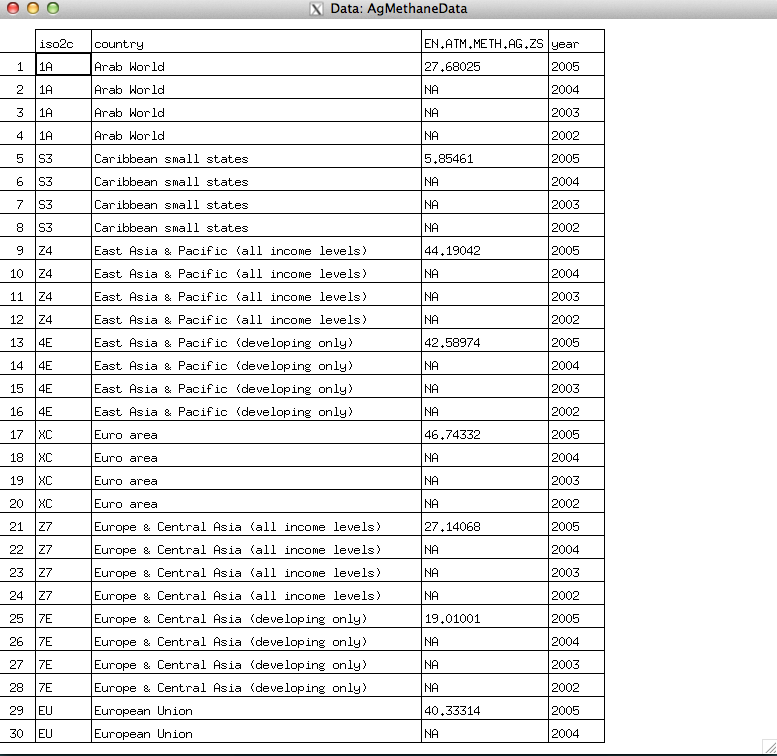 Data: AgMethaneData
iso2c country EN.ATM.METH.AG.ZS year
1 1A Arab World 27.68025 2005
2 1A Arab World NA 2004
3 1A Arab World NA 2003
4 1A Arab World NA 2002
5 S3 Caribbean small states 5.85461 2005
6 S3 Caribbean small states NA 2004
7 S3 Caribbean small states NA 2003
8 S3 Caribbean small states NA 2002
9 Z4 East Asia & Pacific (all income levels) 44.19042 2005
10 Z4 East Asia & Pacific (all income levels) NA 2004
11 Z4 East Asia & Pacific (all income levels) NA 2003
12 Z4 East Asia & Pacific (all income levels) NA 2002
13 4E East Asia & Pacific (developing only) 42.58974 2005
14 4E East Asia & Pacific (developing only) NA 2004
15 4E East Asia & Pacific (developing only) NA 2003
16 4E East Asia & Pacific (developing only) NA 2002
17 XC Euro area 46.74332 2005
18 XC Euro area NA 2004
19 XC Euro area NA 2003
20 XC Euro area NA 2002
21 Z7 Europe & Central Asia (all income levels) 27.14068 2005
22 Z7 Europe & Central Asia (all income levels) NA 2004
23 Z7 Europe & Central Asia (all income levels) NA 2003
24 Z7 Europe & Central Asia (all income levels) NA 2002
25 7E Europe & Central Asia (developing only) 19.01001 2005
26 7E Europe & Central Asia (developing only) NA 2004
27 7E Europe & Central Asia (developing only) NA 2003
28 7E Europe & Central Asia (developing only) NA 2002
29 EU European Union 40.33314 2005
30 EU European Union NA 2004